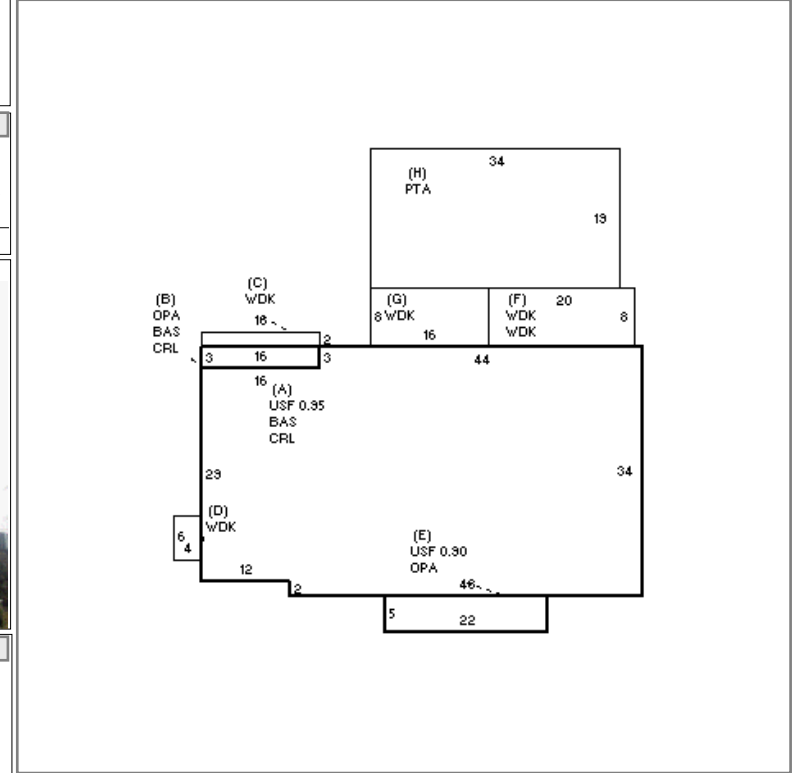 34
(H)
PTA
19
(C)
WDK
16
(B)
OPA
BAS
CRL
2
(G)
8 WDK
16
(F) 20
WDK 8
WDK
3 16 3
44
16
(A)
USF 0.95
BAS
CRL
29
34
(D)
WDK
6
4
(E)
USF 0.90
OPA
12
2
48
5
22